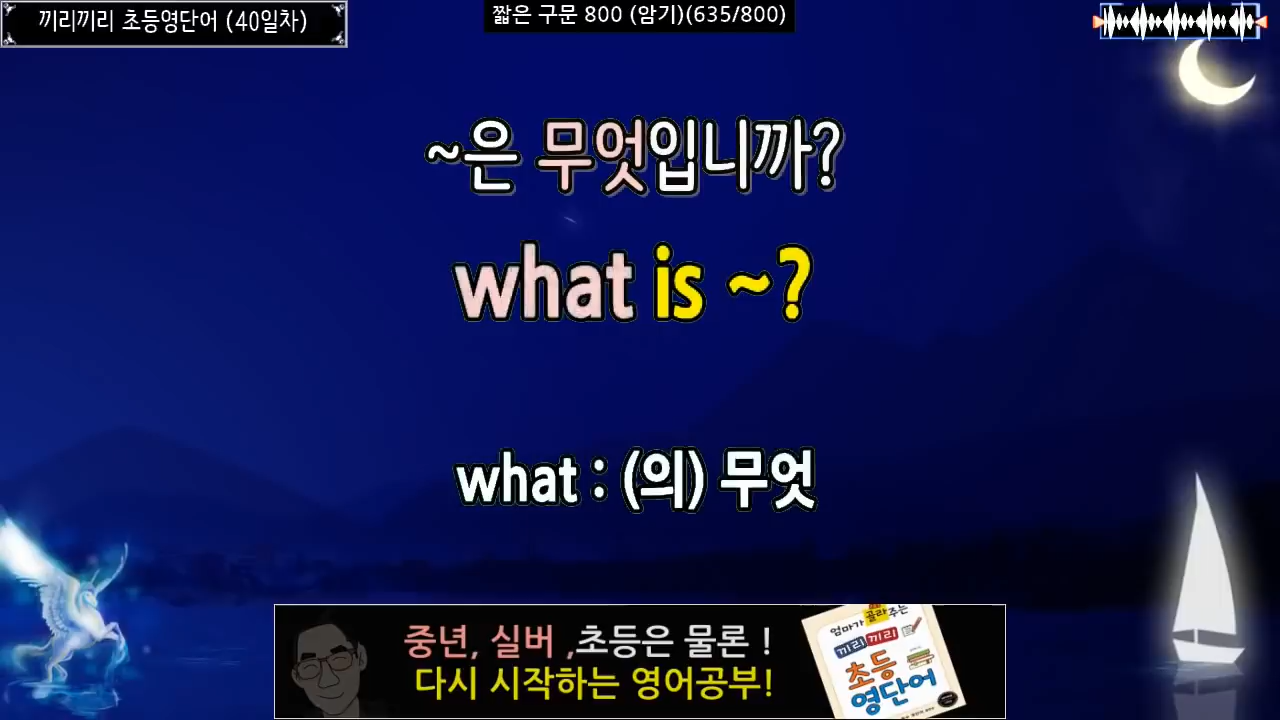 끼리끼리 초등영단어 (40일차)
짧은 구문 800 (암기)(635/800)
~은 무엇입니까?
what is ~?
what : (의) 무엇
중년, 실버 ,초등은 물론 !
다시 시작하는 영어공부!
엄마가 골라주는
끼리끼리
초등
영단어